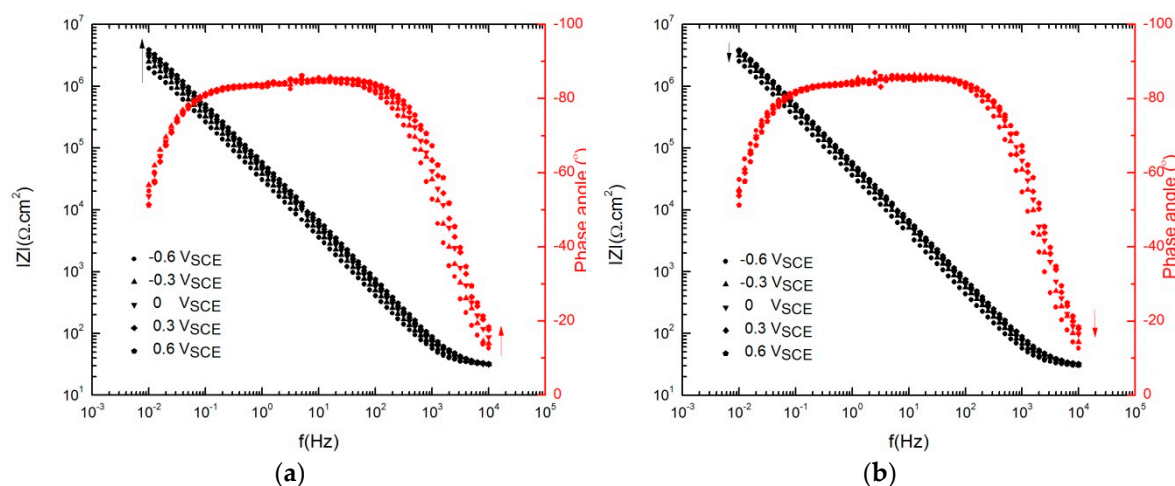 10^7
10^6
10^5
10^4
10^3
10^2
10^1
|Z|(Ω.cm^2)
-0.6 V_SCE
-0.3 V_SCE
0 V_SCE
0.3 V_SCE
0.6 V_SCE
-100
-80
-60
-40
-20
0
Phase angle (°)
10^-3 10^-2 10^-1 10^0 10^1 10^2 10^3 10^4 10^5
f(Hz)
(a)
10^7
10^6
10^5
10^4
10^3
10^2
10^1
|Z|(Ω.cm^2)
-0.6 V_SCE
-0.3 V_SCE
0 V_SCE
0.3 V_SCE
0.6 V_SCE
-100
-80
-60
-40
-20
0
Phase angle (°)
10^-3 10^-2 10^-1 10^0 10^1 10^2 10^3 10^4 10^5
f(Hz)
(b)